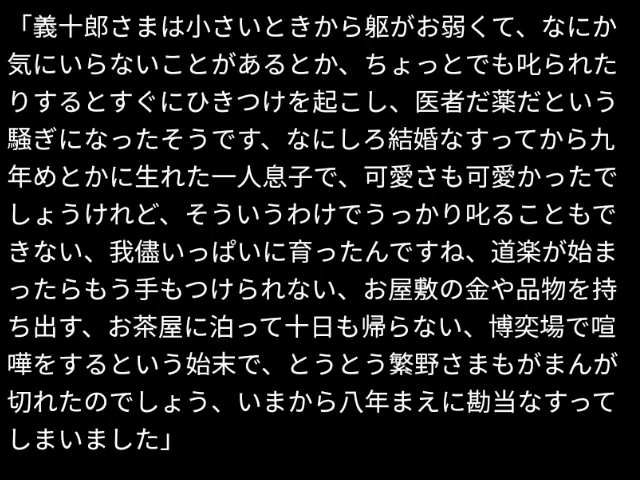 「義十郎さまは小さいときから躯がお弱くて、なにか
気にいらないことがあるとか、ちょっとでも叱られた
りするとすぐにひきつけを起こし、医者だ薬だという
騒ぎになったそうです、なにしろ結婚なすってから九
年めとかに生れた一人息子で、可愛さも可愛かったで
しょうけれど、そういうわけでうっかり叱ることもで
きない、我儘いっぱいに育ったんですね、道楽が始ま
ったらもう手もつけられない、お屋敷の金や品物を持
ち出す、お茶屋に泊って十日も帰らない、博奕場で喧
嘩をするという始末で、とうとう繁野さまもがまんが
切れたのでしょう、いまから八年まえに勘当なすって
しまいました」